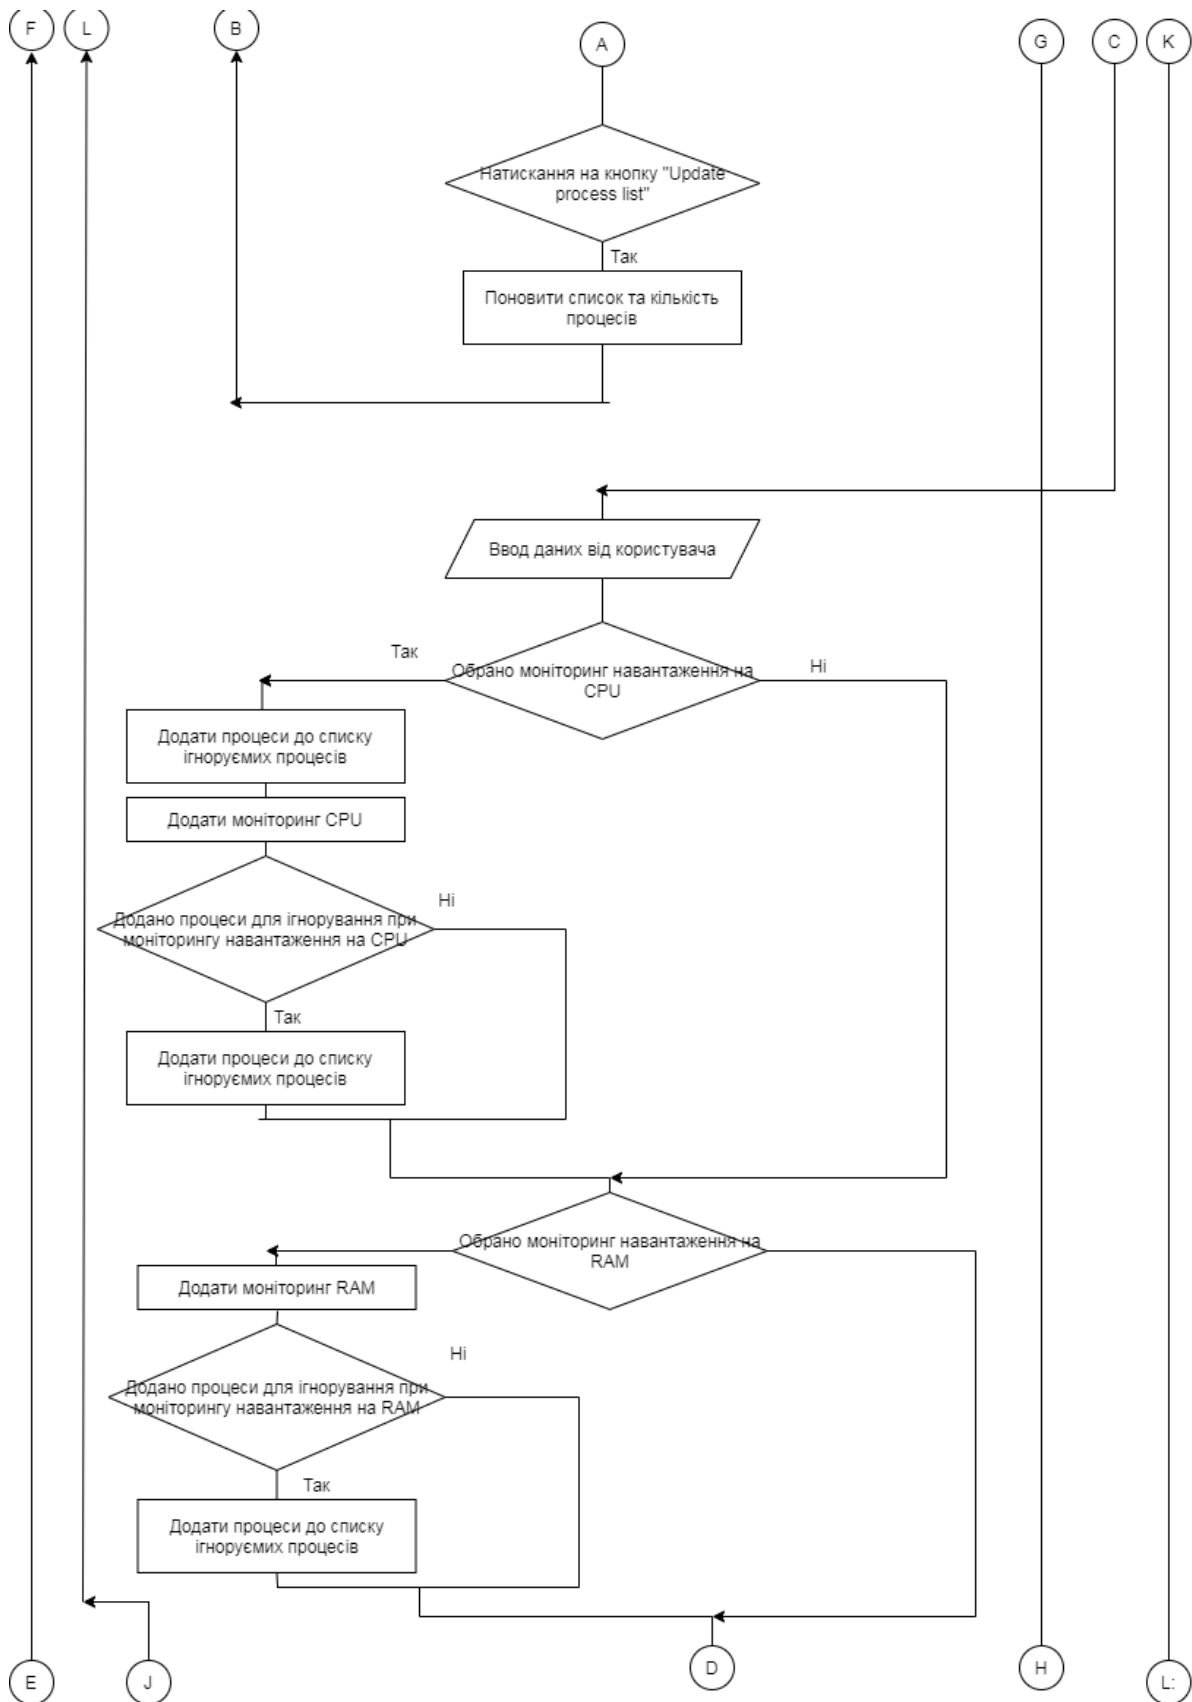 F
L
B
A
G
C
K
Натискання на кнопку "Update
process list"
Так
Поновити список та кількість
процесів
Ввод даних від користувача
Так
Обрано моніторинг навантаження на
CPU
Ні
Додати процеси до списку
ігноруємих процесів
Додати моніторинг CPU
Ні
Додано процеси для ігнорування при
моніторингу навантаження на CPU
Так
Додати процеси до списку
ігноруємих процесів
Обрано моніторинг навантаження на
RAM
Додати моніторинг RAM
Ні
Додано процеси для ігнорування при
моніторингу навантаження на RAM
Так
Додати процеси до списку
ігноруємих процесів
E
J
D
H
L: